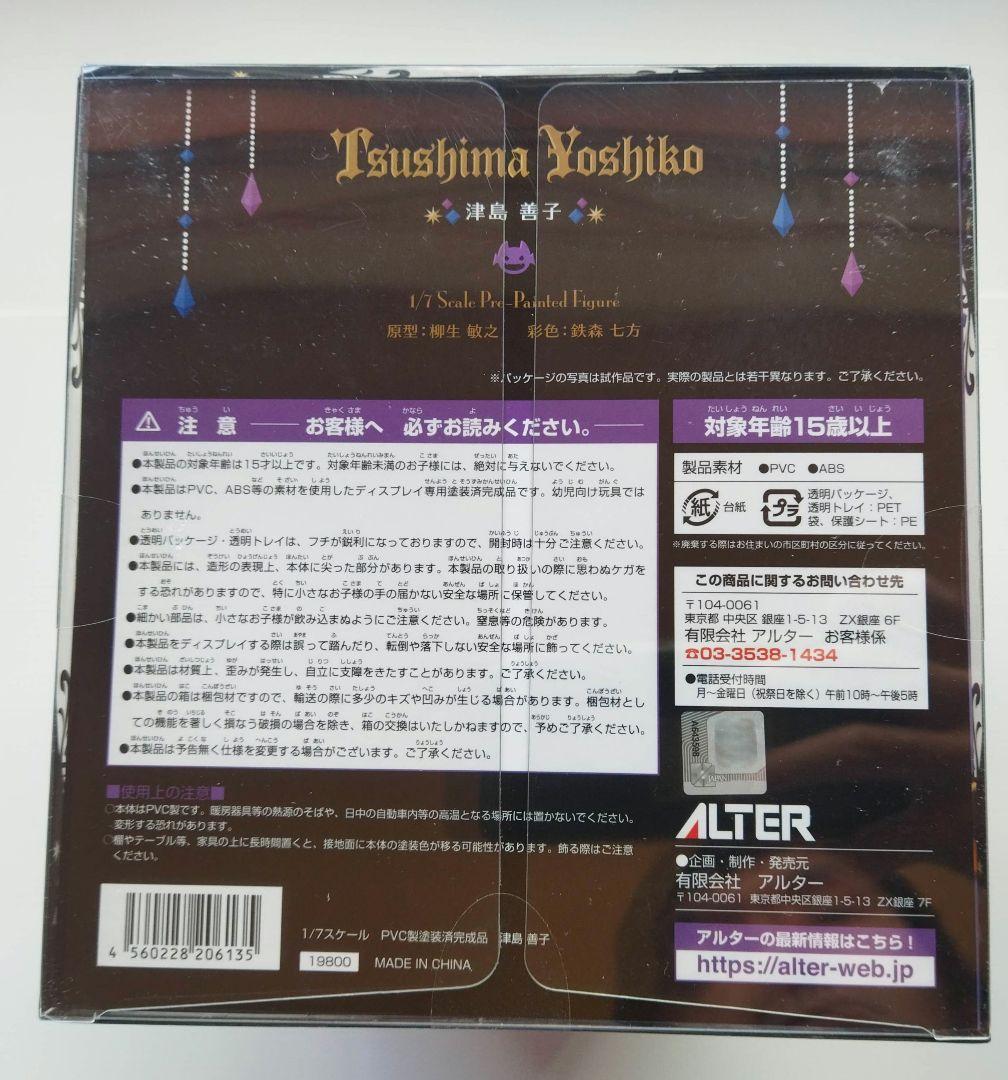 Tsushima Yoshiko
津島 善子
1/7 Scale Pre-Painted Figure
原型:柳生 敏之 彩色:鉄森 七方
※パッケージの写真は試作品です。実際の製品とは若干異なります。ご了承ください。
注意 お客様へ 必ずお読みください。
●本製品の対象年齢は15才以上です。対象年齢未満のお子様には、絶対に与えないでください。
●本製品はPVC、ABS等の素材を使用したディスプレイ専用塗装済完成品です。幼児向け玩具では
ありません。
●透明パッケージ・透明トレイは、フチが鋭利になっておりますので、開封時は十分ご注意ください。
●本製品には、造形の表現上、本体に尖った部分があります。本製品の取り扱いの際に思わぬケガを
する恐れがありますので、特に小さなお子様の手の届かない安全な場所に保管してください。
●細かい部品は、小さなお子様が飲み込まぬようにご注意ください。窒息等の危険があります。
●本製品をディスプレイする際は誤って踏んだり、転倒や落下しない安全な場所に飾ってください。
●本製品は材質上、歪みが発生し、自立に支障をきたすことがあります。ご了承ください。
●本製品の箱は梱包材ですので、輸送の際に多少のキズや凹みが生じる場合があります。梱包材とし
ての機能を著しく損なう破損の場合を除き、箱の交換はいたしかねますので、予めご了承ください。
●本製品は予告無く仕様を変更する場合がございます。ご了承ください。
■使用上の注意■
○本体はPVC製です。暖房器具等の熱源のそばや、日中の自動車内等の高温となる場所には置かないでください。
変形する恐れがあります。
○棚やテーブル等、家具の上に長時間置くと、接地面に本体の塗装色が移る可能性があります。飾る際はご注意
ください。
4 560228 206135
1/7スケール PVC製塗装済完成品 津島 善子
19800 MADE IN CHINA
対象年齢15歳以上
製品素材 ●PVC ●ABS
紙 台紙
プラ 透明パッケージ、
透明トレイ:PET
袋、保護シート:PE
※廃棄する際はお住まいの市区町村の区分に従ってください。
この商品に関するお問い合わせ先
〒104-0061
東京都 中央区 銀座1-5-13 ZX銀座 6F
有限会社 アルター お客様係
☎03-3538-1434
●電話受付時間
月~金曜日(祝祭日を除く)午前10時~午後5時
JAPAN
ALTER
●企画・制作・発売元
有限会社 アルター
〒104-0061 東京都中央区銀座1-5-13 ZX銀座 7F
アルターの最新情報はこちら!
https://alter-web.jp